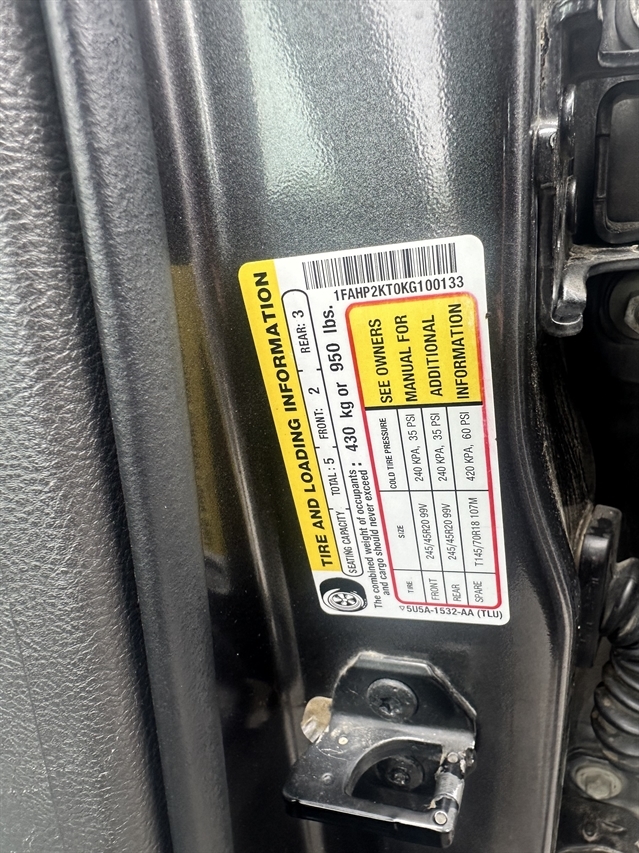 TIRE AND LOADING INFORMATION
SEATING CAPACITY TOTAL: 5 FRONT: 2 REAR: 3
The combined weight of occupants and cargo should never exceed: 430 kg or 950 lbs.
1FAHP2KT0KG100133
TIRE SIZE COLD TIRE PRESSURE
FRONT 245/45R20 99V 240 KPA, 35 PSI
REAR 245/45R20 99V 240 KPA, 35 PSI
SPARE T145/70R18 107M 420 KPA, 60 PSI
SEE OWNERS
MANUAL FOR
ADDITIONAL
INFORMATION
▽5U5A-1532-AA (TLU)